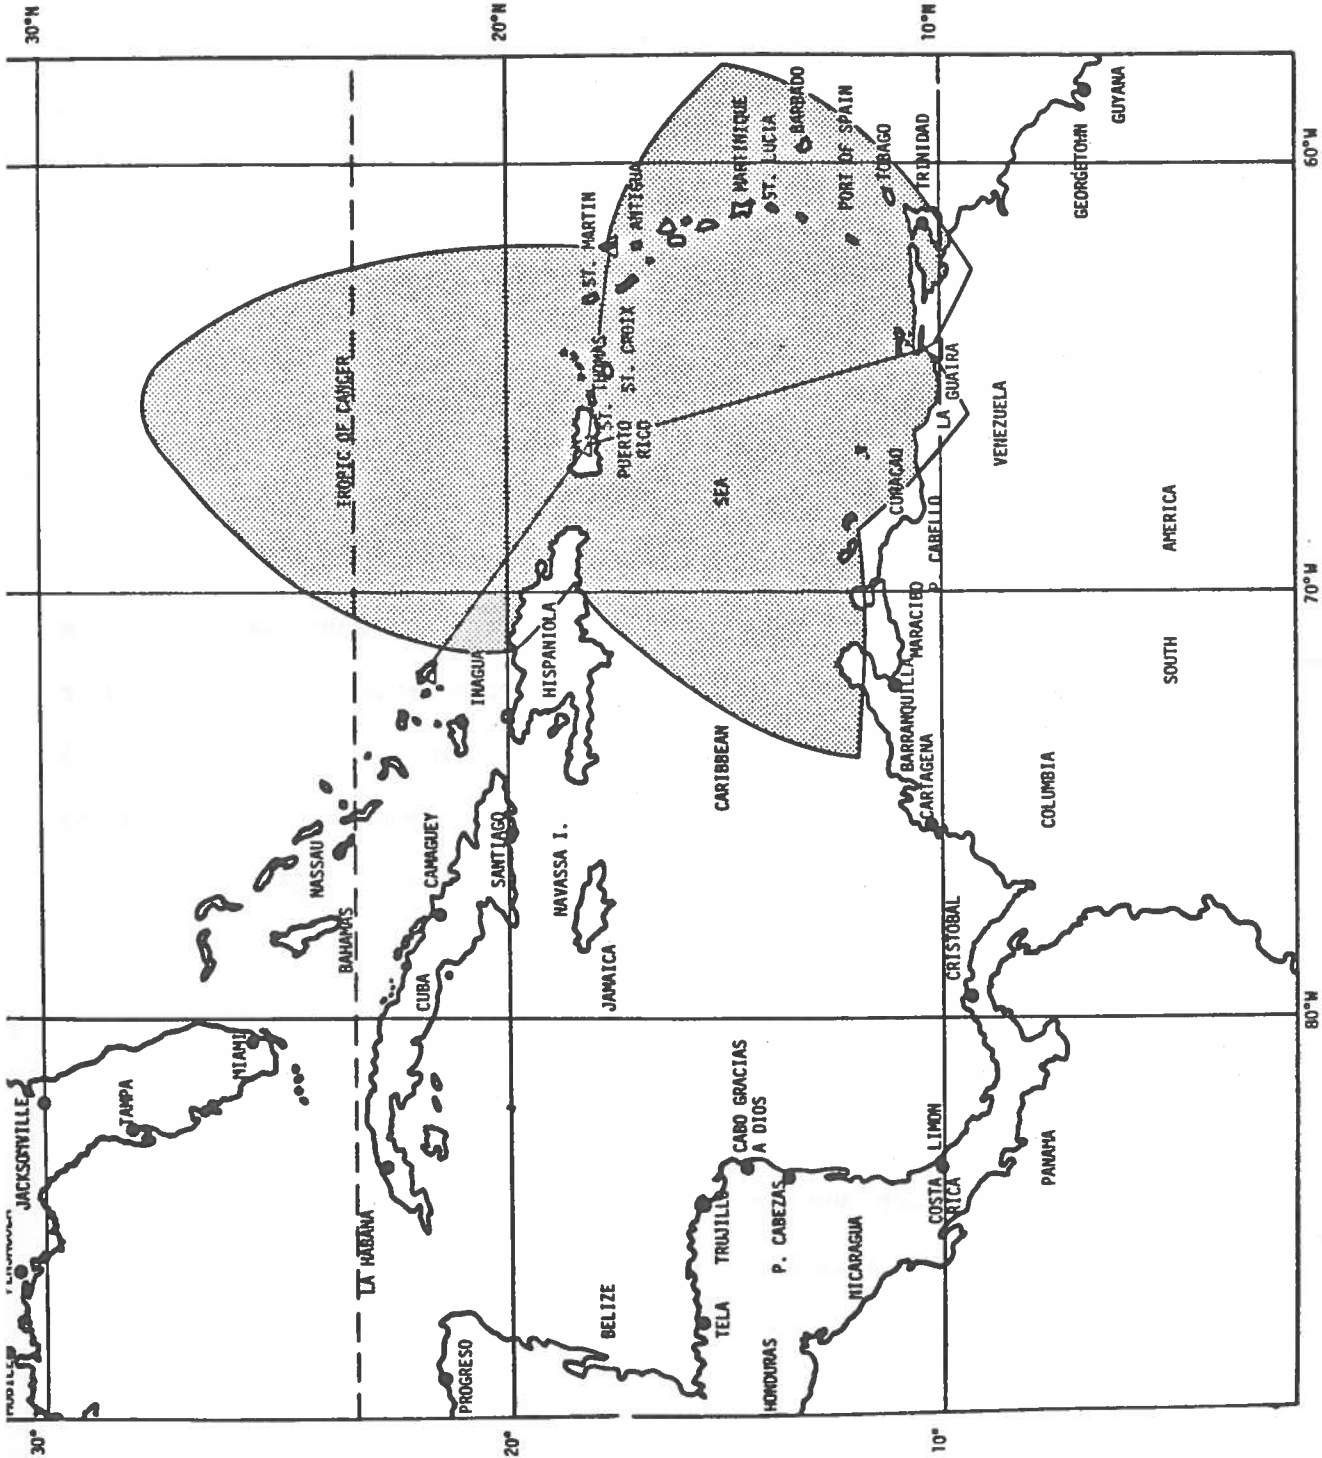 30°
MOBILE
PENSACOLA
JACKSONVILLE
30°N
TAMPA
MIAMI
NASSAU
BAHAMAS
TROPIC OF CANCER
LA HABANA
CUBA
CAMAGUEY
PROGRESO
INAGUA
20°
SANTIAGO
20°N
HISPANIOLA
NAVASSA I.
ST. MARTIN
BELIZE
JAMAICA
ST. THOMAS
PUERTO
RICO
ST. CROIX
ANTIGUA
TELA
TRUJILLO
CARIBBEAN
SEA
CABO GRACIAS
A DIOS
MARTINIQUE
ST. LUCIA
HONDURAS
P. CABEZAS
BARBADO
PORT OF SPAIN
NICARAGUA
TOBAGO
CURACAO
BARRANQUILLA
MARACIBO
CARTAGENA
TRINIDAD
10°
COSTA
RICA
LIMON
CRISTOBAL
P CABELLO
LA
GUAIRA
10°N
VENEZUELA
PANAMA
COLUMBIA
GEORGETOWN
GUYANA
SOUTH
AMERICA
80°W
70°W
60°W